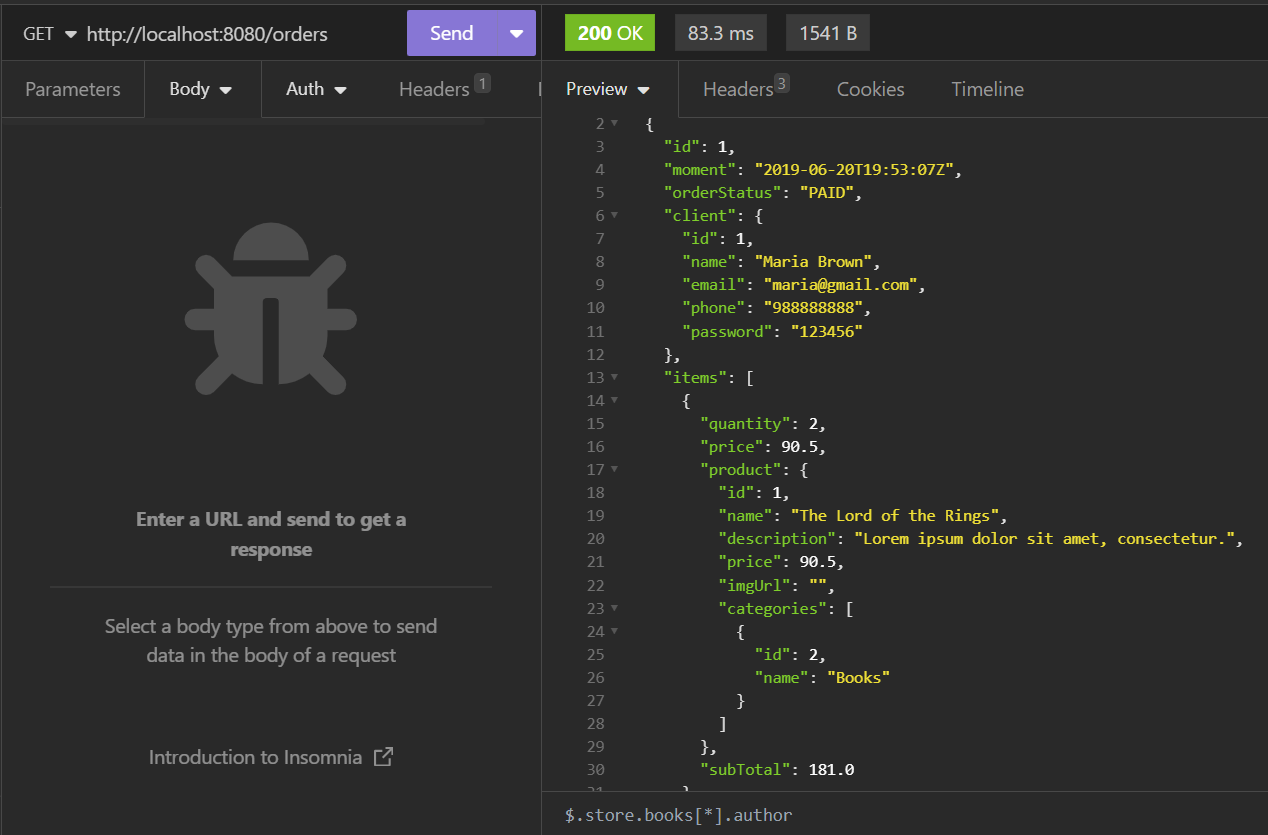 GET http://localhost:8080/orders Send
200 OK 83.3 ms 1541 B
Parameters Body Auth Headers 1
Preview Headers 3 Cookies Timeline
Enter a URL and send to get a
response
Select a body type from above to send
data in the body of a request
Introduction to Insomnia
2 {
3 "id": 1,
4 "moment": "2019-06-20T19:53:07Z",
5 "orderStatus": "PAID",
6 "client": {
7 "id": 1,
8 "name": "Maria Brown",
9 "email": "maria@gmail.com",
10 "phone": "988888888",
11 "password": "123456"
12 },
13 "items": [
14 {
15 "quantity": 2,
16 "price": 90.5,
17 "product": {
18 "id": 1,
19 "name": "The Lord of the Rings",
20 "description": "Lorem ipsum dolor sit amet, consectetur.",
21 "price": 90.5,
22 "imgUrl": "",
23 "categories": [
24 {
25 "id": 2,
26 "name": "Books"
27 }
28 ]
29 },
30 "subTotal": 181.0
$.store.books[*].author